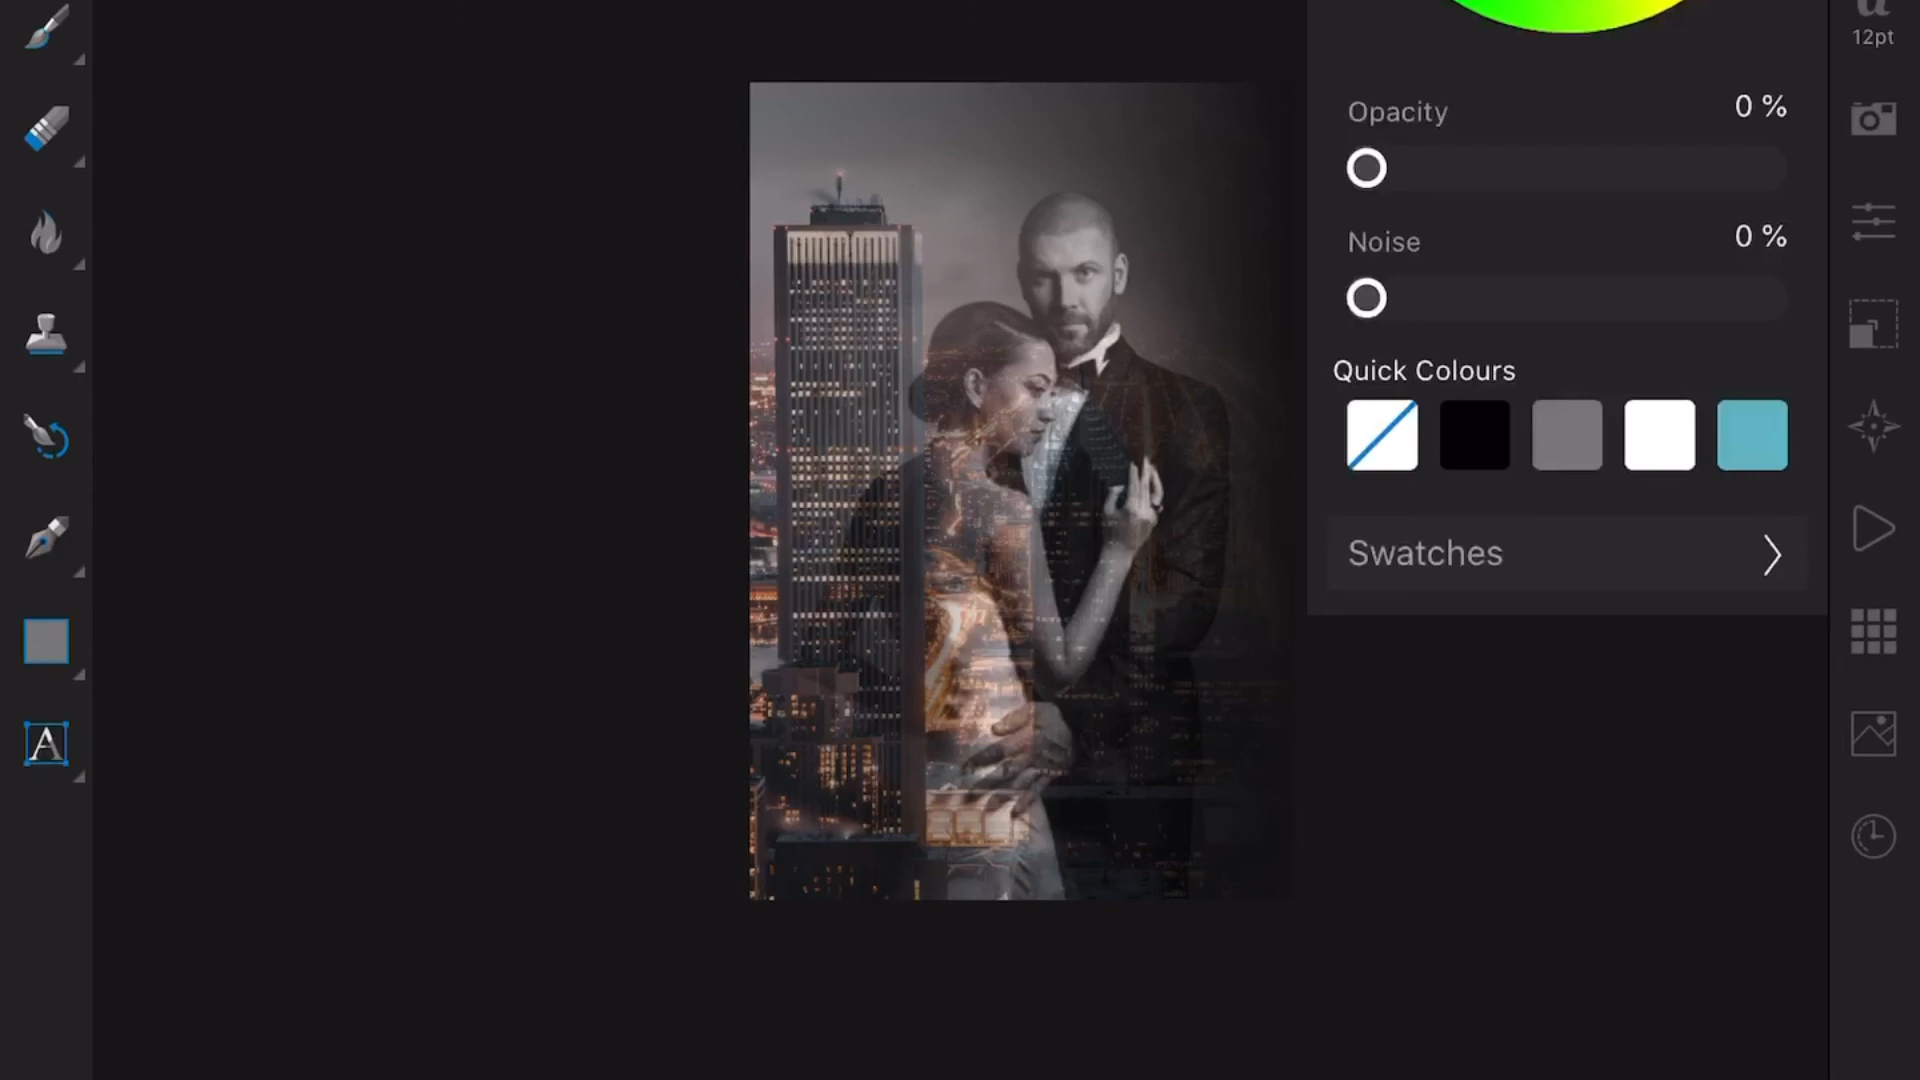 12pt
Opacity
0 %
Noise
0 %
Quick Colours
Swatches
A